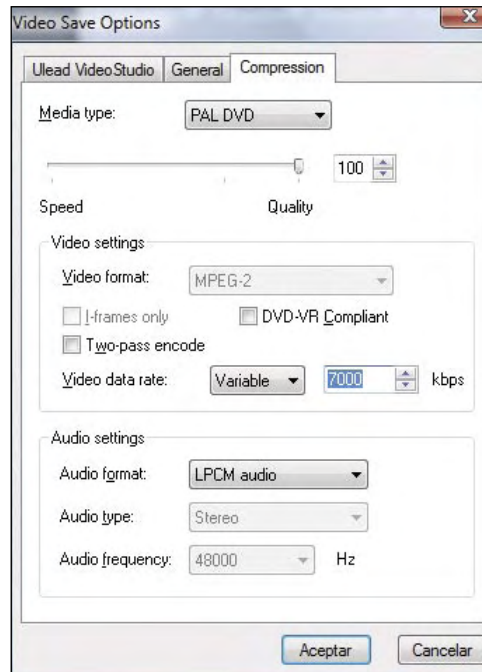 Video Save Options
Ulead VideoStudio General Compression
Media type: PAL DVD
100
Speed Quality
Video settings
Video format: MPEG-2
I-frames only DVD-VR Compliant
Two-pass encode
Video data rate: Variable 7000 kbps
Audio settings
Audio format: LPCM audio
Audio type: Stereo
Audio frequency: 48000 Hz
Aceptar Cancelar